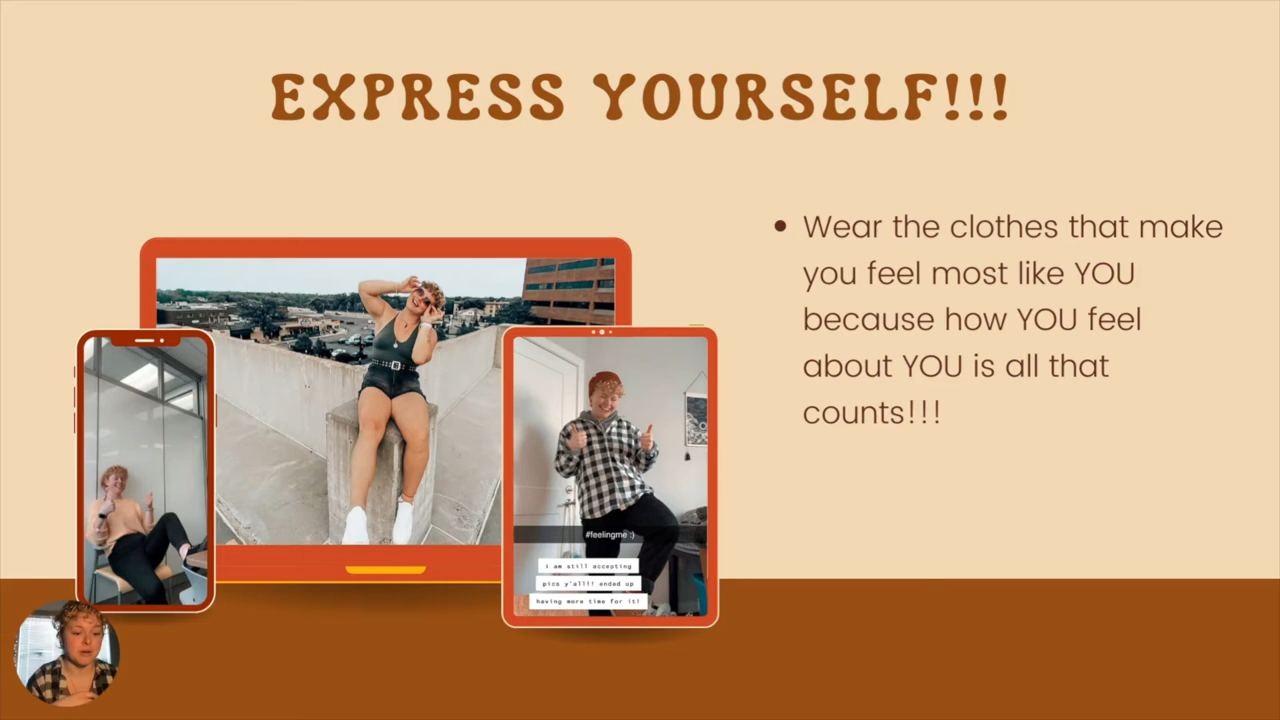 EXPRESS YOURSELF!!!
Wear the clothes that make
you feel most like YOU
because how YOU feel
about YOU is all that
counts!!!
#feelingme :)
i am still accepting
pics y'all!! ended up
having more time for it!